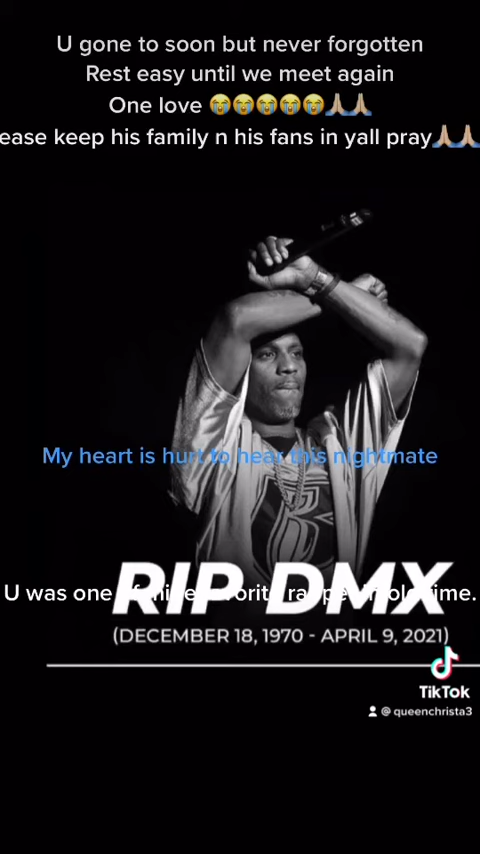 U gone to soon but never forgotten
Rest easy until we meet again
One love 😭😭😭😭😭🙏🏼🙏🏼
ease keep his family n his fans in yall pray🙏🏼🙏🏼
My heart is hurt to hear this nightmate
RIP DMX
U was one
(DECEMBER 18, 1970 - APRIL 9, 2021)
TikTok
@ queenchrista3